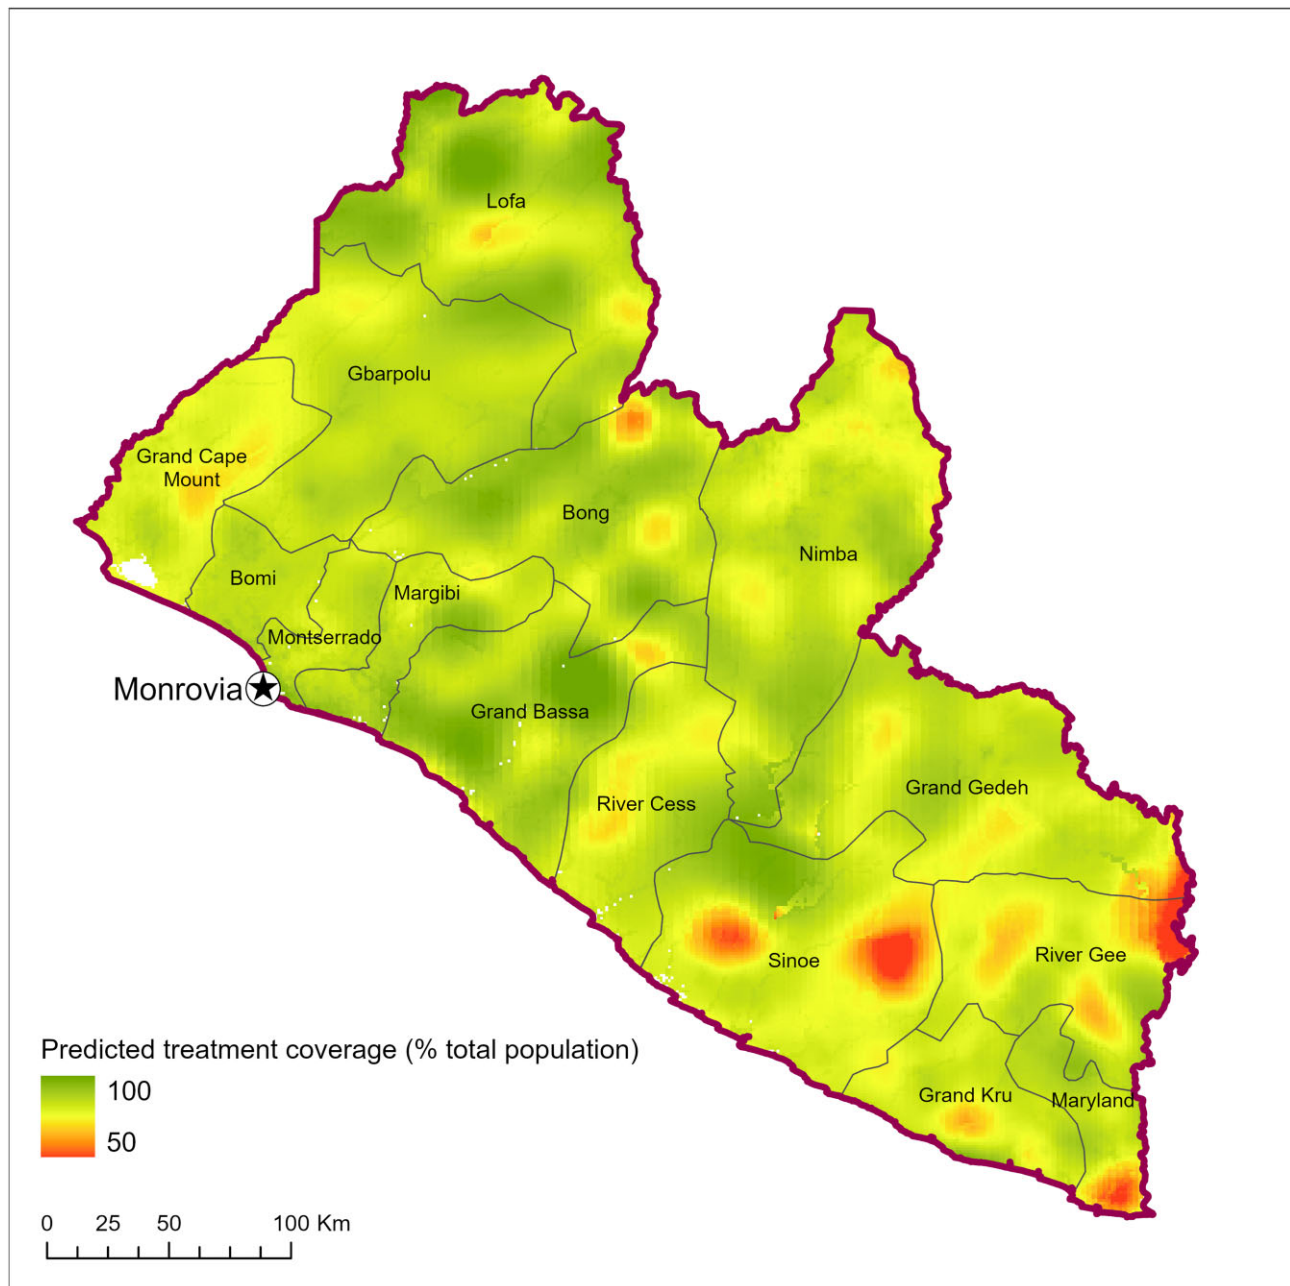 Lofa
Gbarpolu
Grand Cape
Mount
Bong
Nimba
Bomi
Margibi
Montserrado
Monrovia
Grand Bassa
Grand Gedeh
River Cess
River Gee
Sinoe
Predicted treatment coverage (% total population)
100
50
Grand Kru
Maryland
0 25 50 100 Km